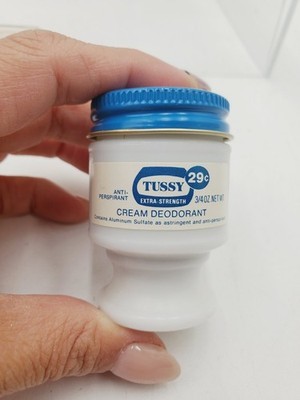 29¢
TUSSY
ANTI-
PERSPIRANT
EXTRA-STRENGTH
3/4 OZ NET WT
CREAM DEODORANT
Contains Aluminum Sulfate as astringent and anti-perspirant